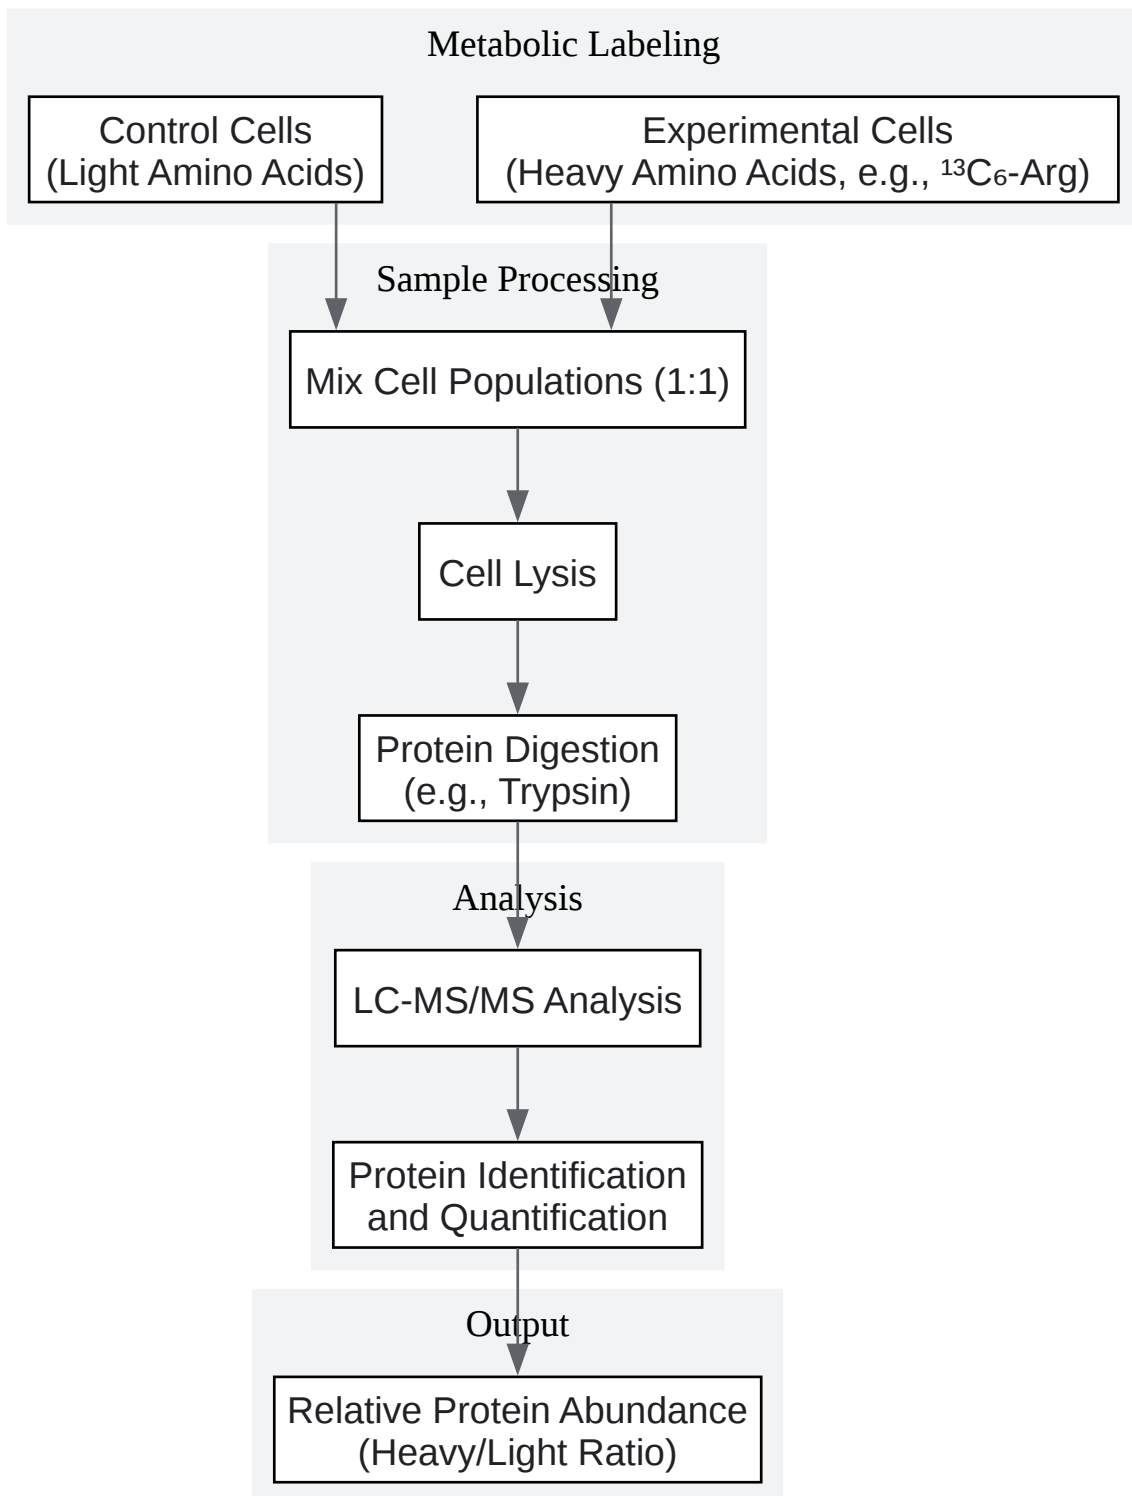 Metabolic Labeling
Control Cells
(Light Amino Acids)
Experimental Cells
(Heavy Amino Acids, e.g., ¹³C₆-Arg)
Sample Processing
Mix Cell Populations (1:1)
Cell Lysis
Protein Digestion
(e.g., Trypsin)
Analysis
LC-MS/MS Analysis
Protein Identification
and Quantification
Output
Relative Protein Abundance
(Heavy/Light Ratio)